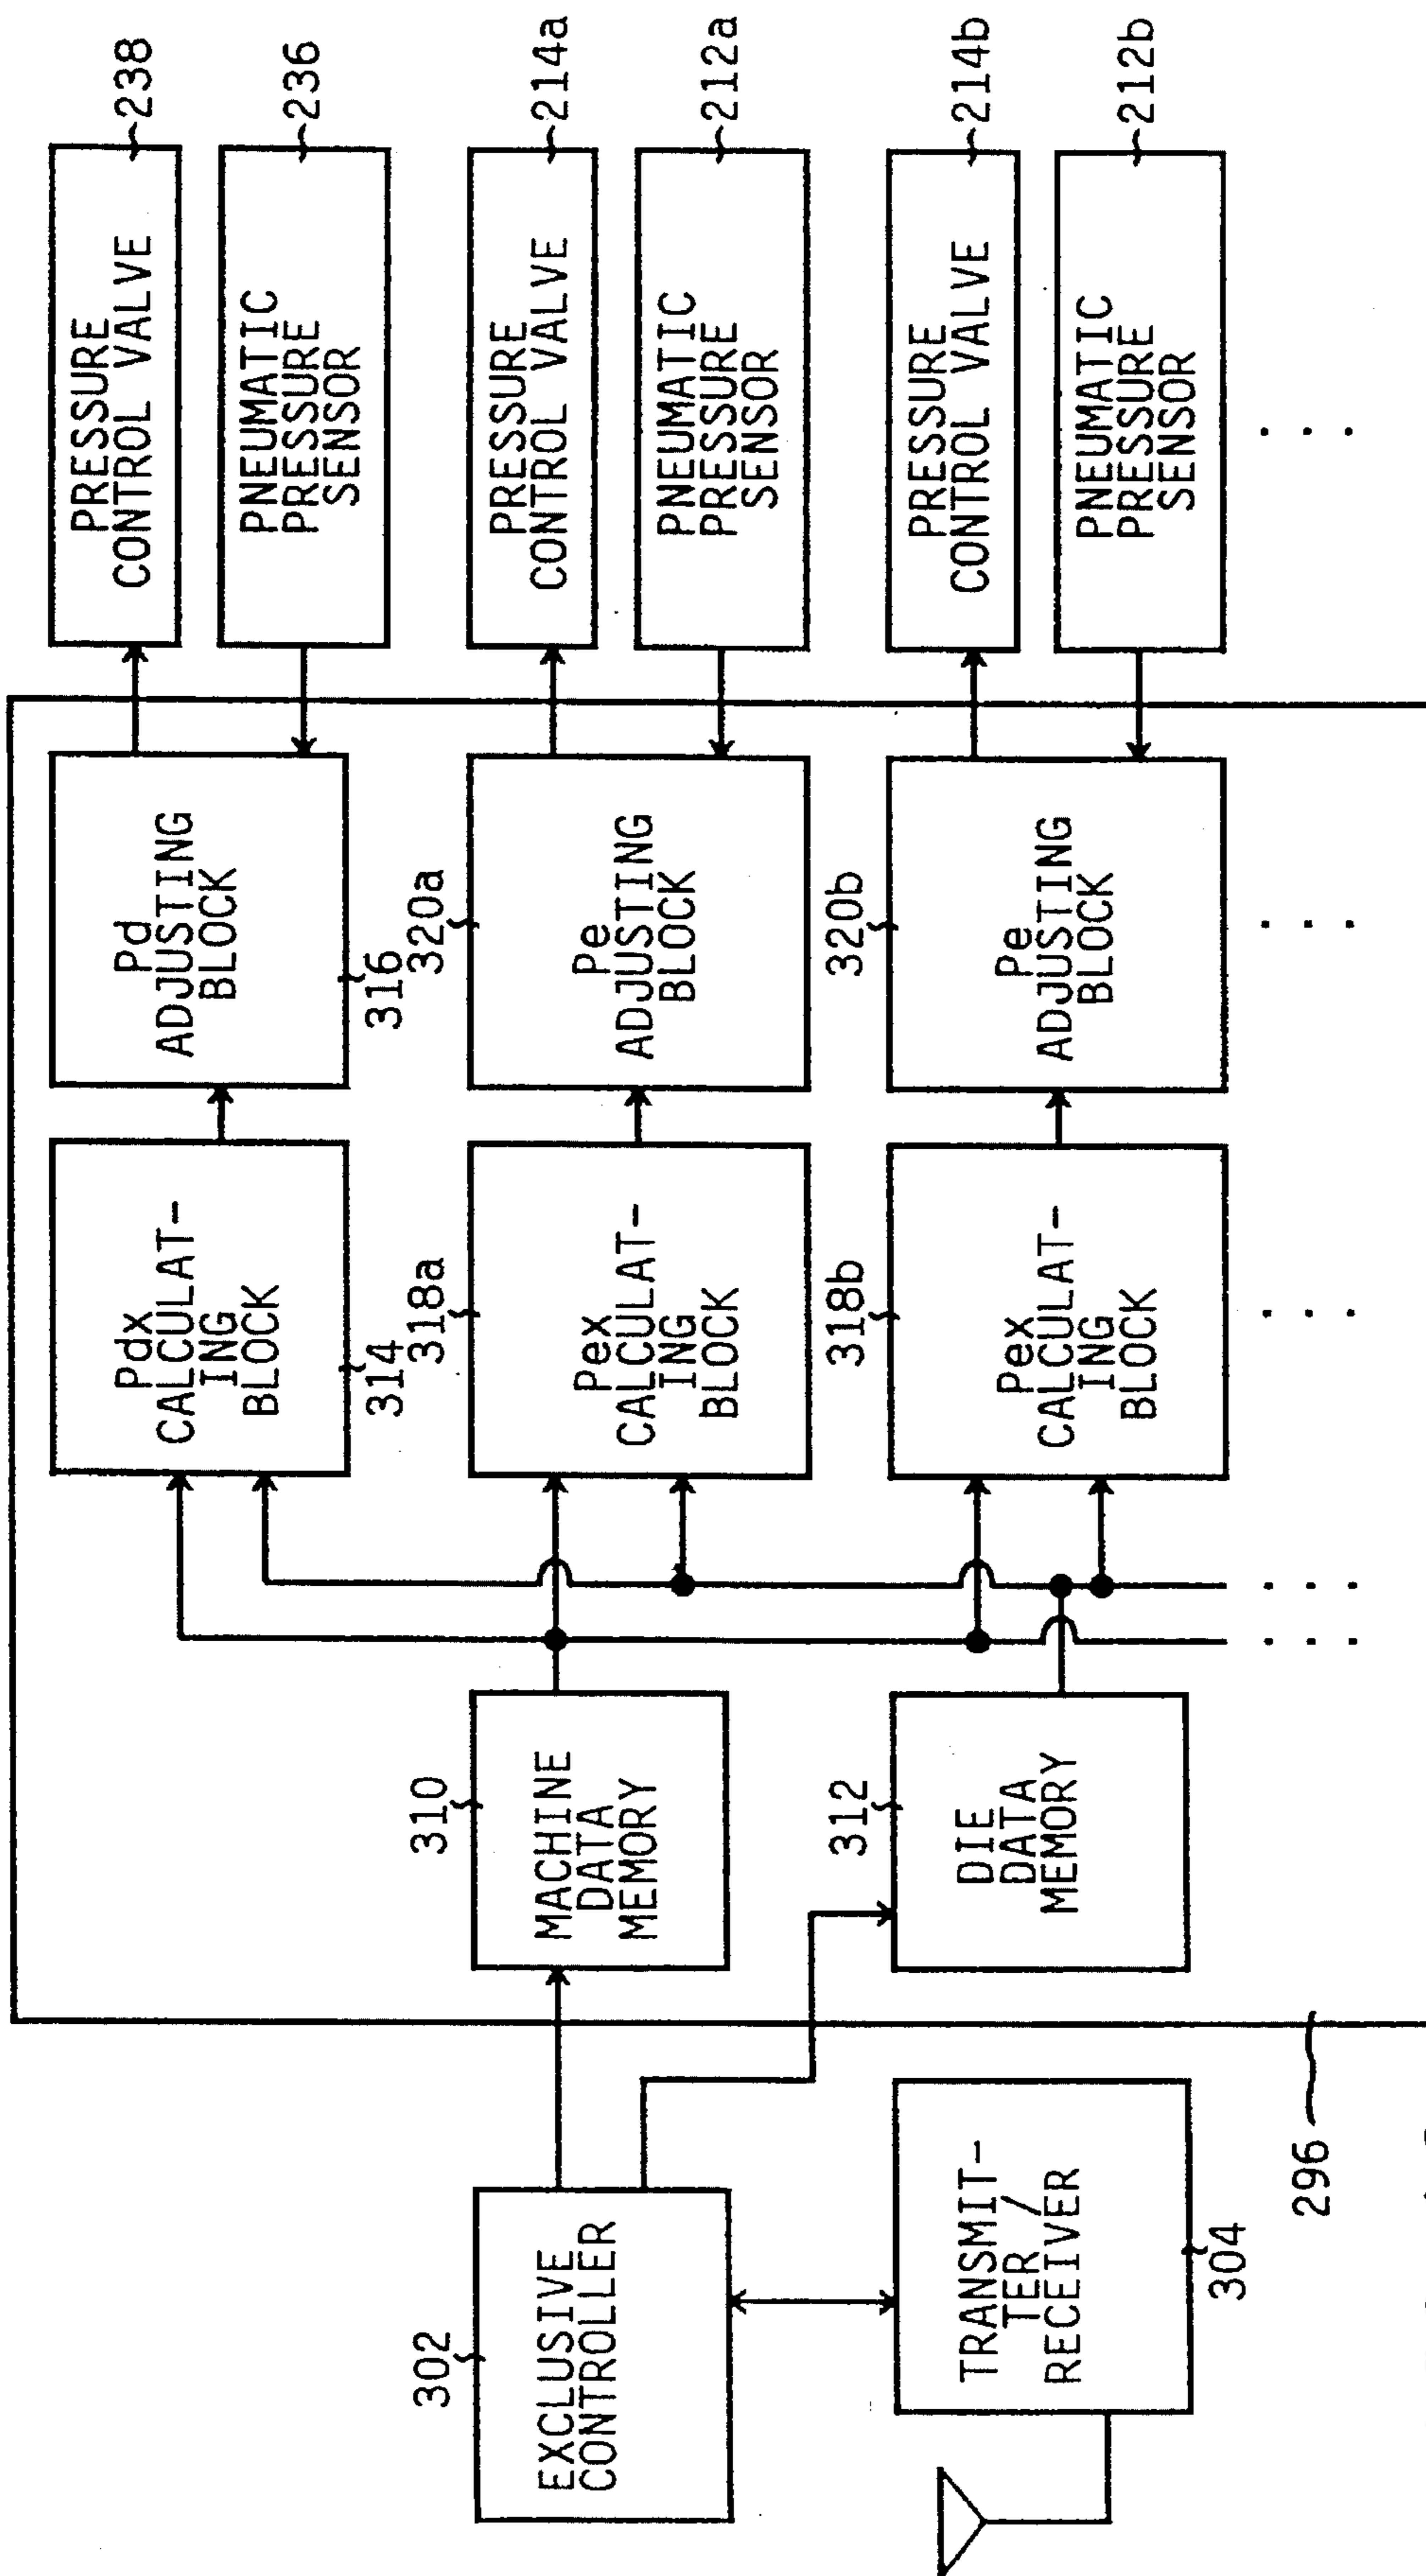 EXCLUSIVE
CONTROLLER
302
TRANSMIT-
TER /
RECEIVER
304
296
MACHINE
DATA
MEMORY
310
DIE
DATA
MEMORY
312
Pdx
CALCULAT-
ING
BLOCK
314
Pd
ADJUSTING
BLOCK
316
PRESSURE
CONTROL VALVE
238
PNEUMATIC
PRESSURE
SENSOR
236
318a
Pex
CALCULAT-
ING
BLOCK
320a
Pe
ADJUSTING
BLOCK
PRESSURE
CONTROL VALVE
214a
PNEUMATIC
PRESSURE
SENSOR
212a
318b
Pex
CALCULAT-
ING
BLOCK
320b
Pe
ADJUSTING
BLOCK
PRESSURE
CONTROL VALVE
214b
PNEUMATIC
PRESSURE
SENSOR
212b